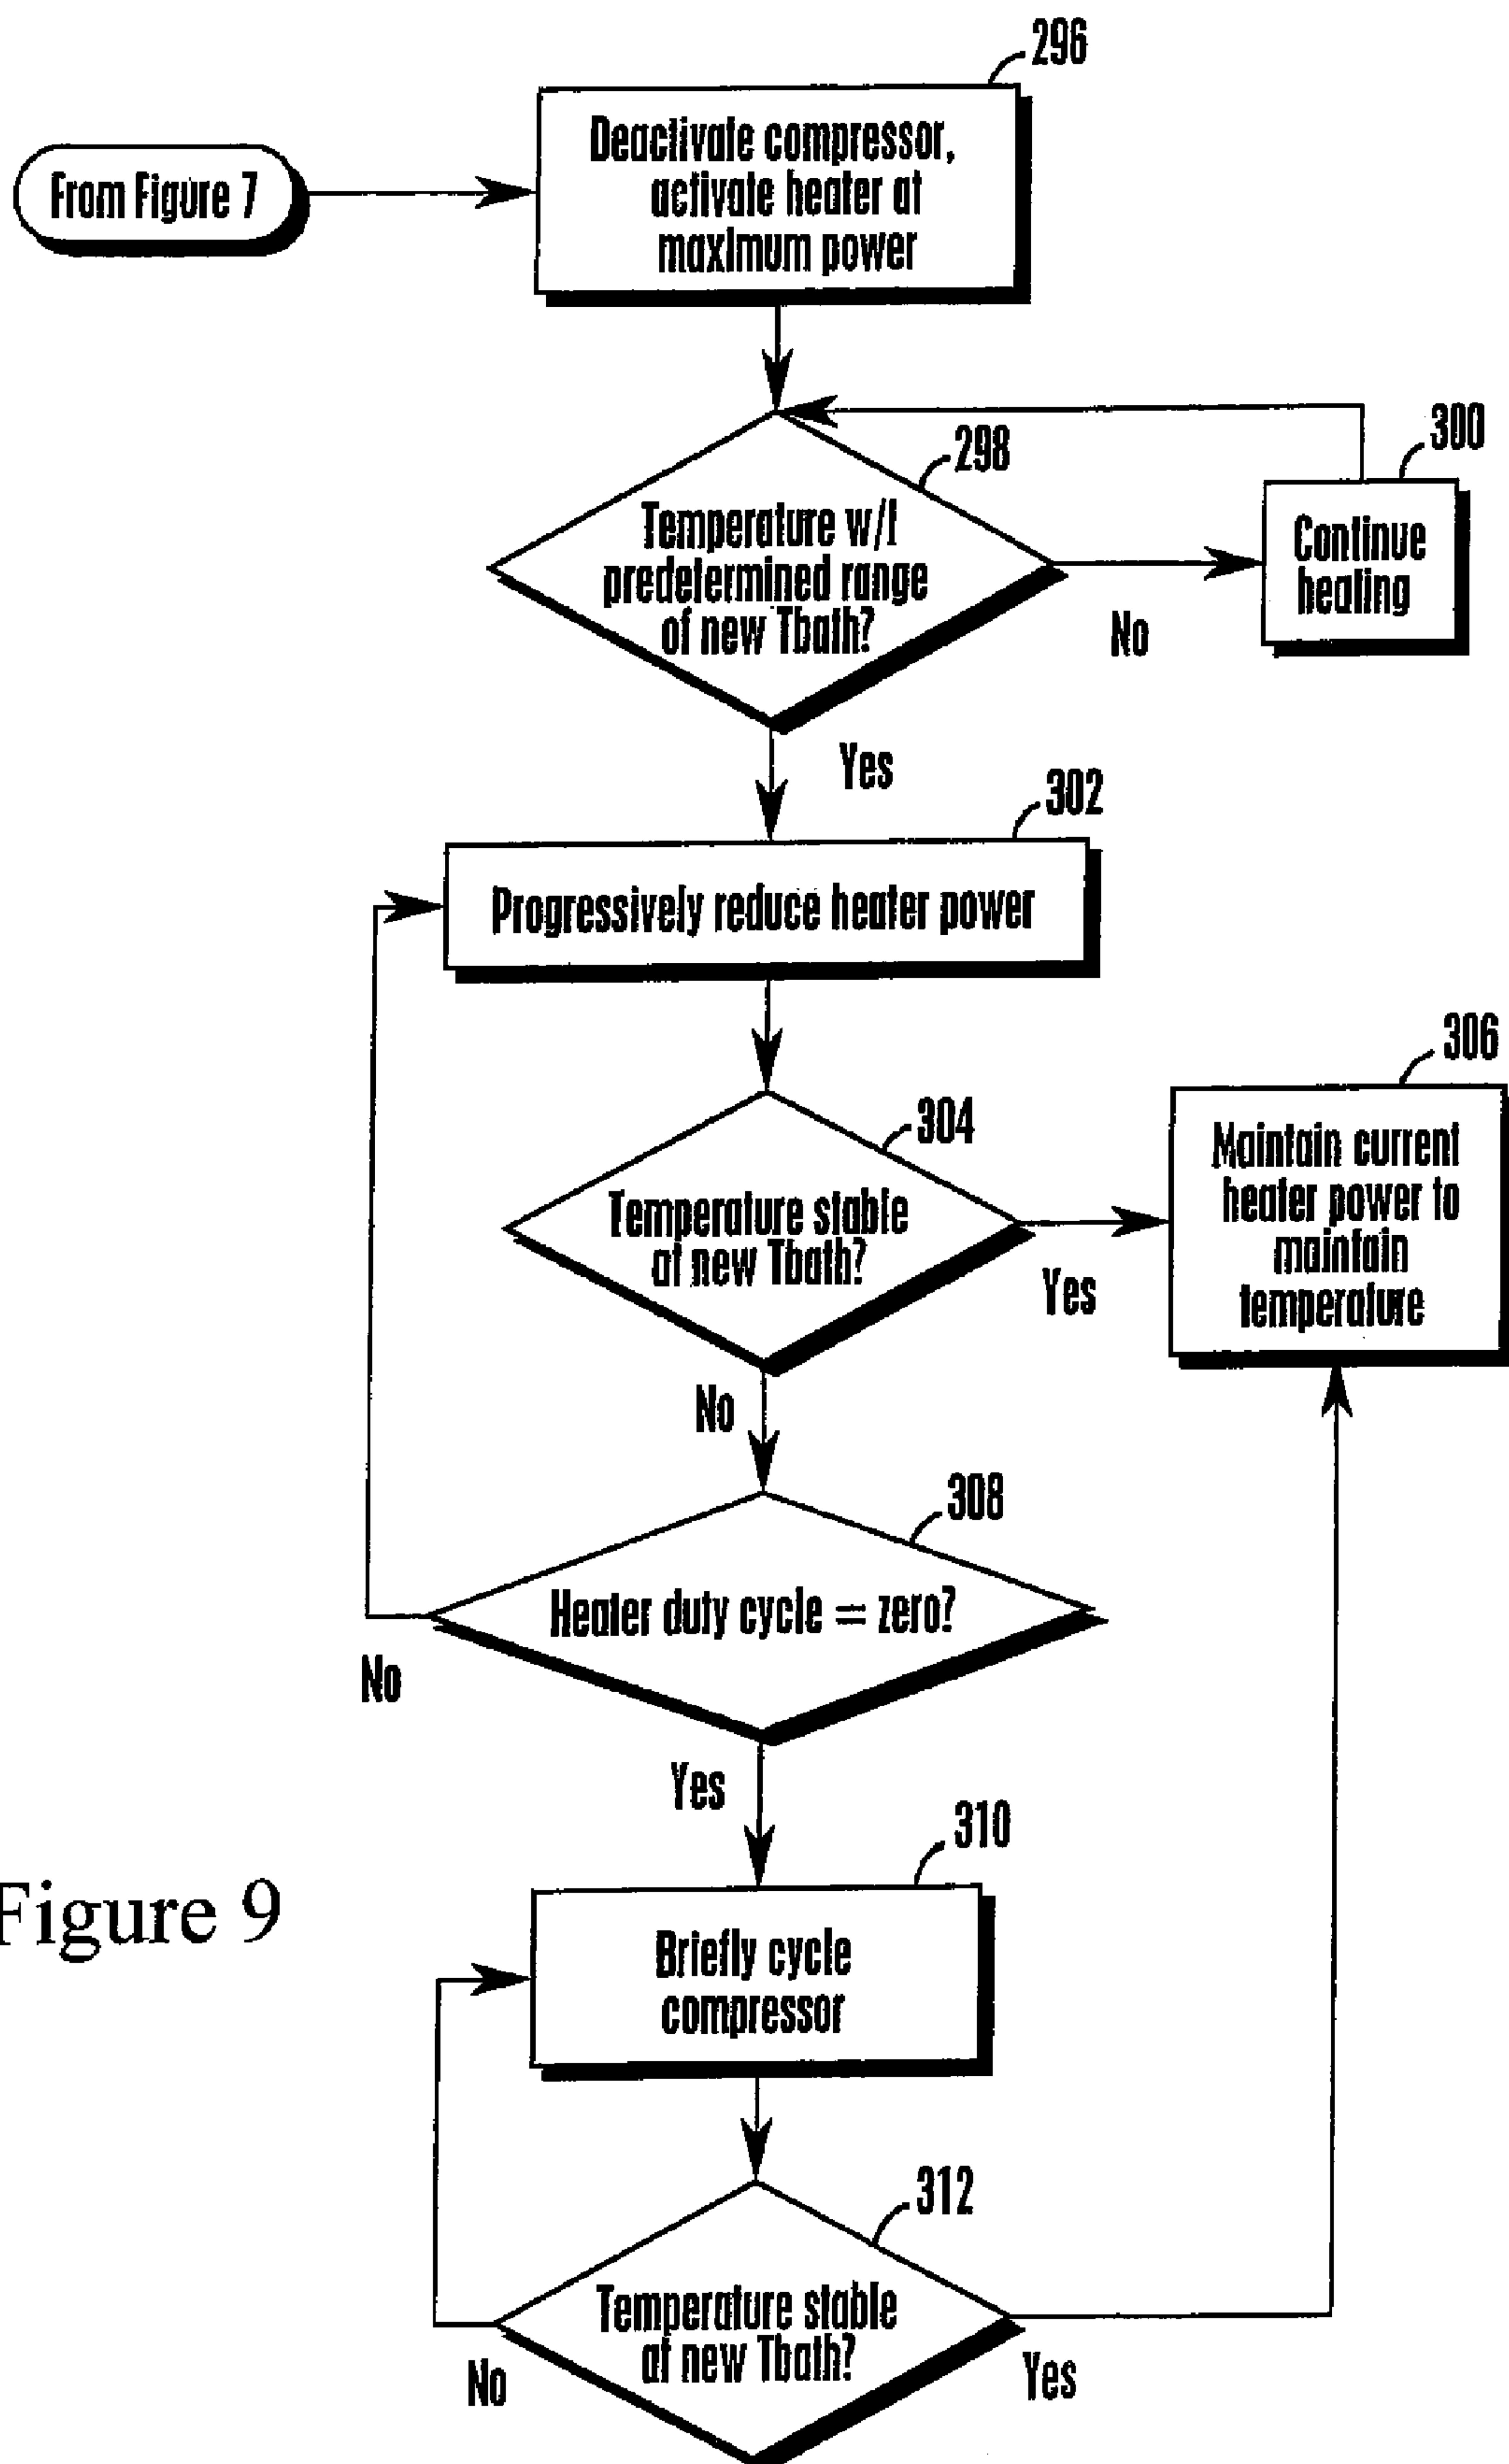 296
Deactivate compressor,
activate heater at
maximum power
From Figure 7
298
Temperature w/I
predetermined range
of new Tbath?
300
Continue
heating
No
Yes
302
Progressively reduce heater power
304
Temperature stable
at new Tbath?
Yes
306
Maintain current
heater power to
maintain
temperature
No
308
Heater duty cycle = zero?
No
Yes
310
Briefly cycle
compressor
Figure 9
312
Temperature stable
at new Tbath?
No
Yes